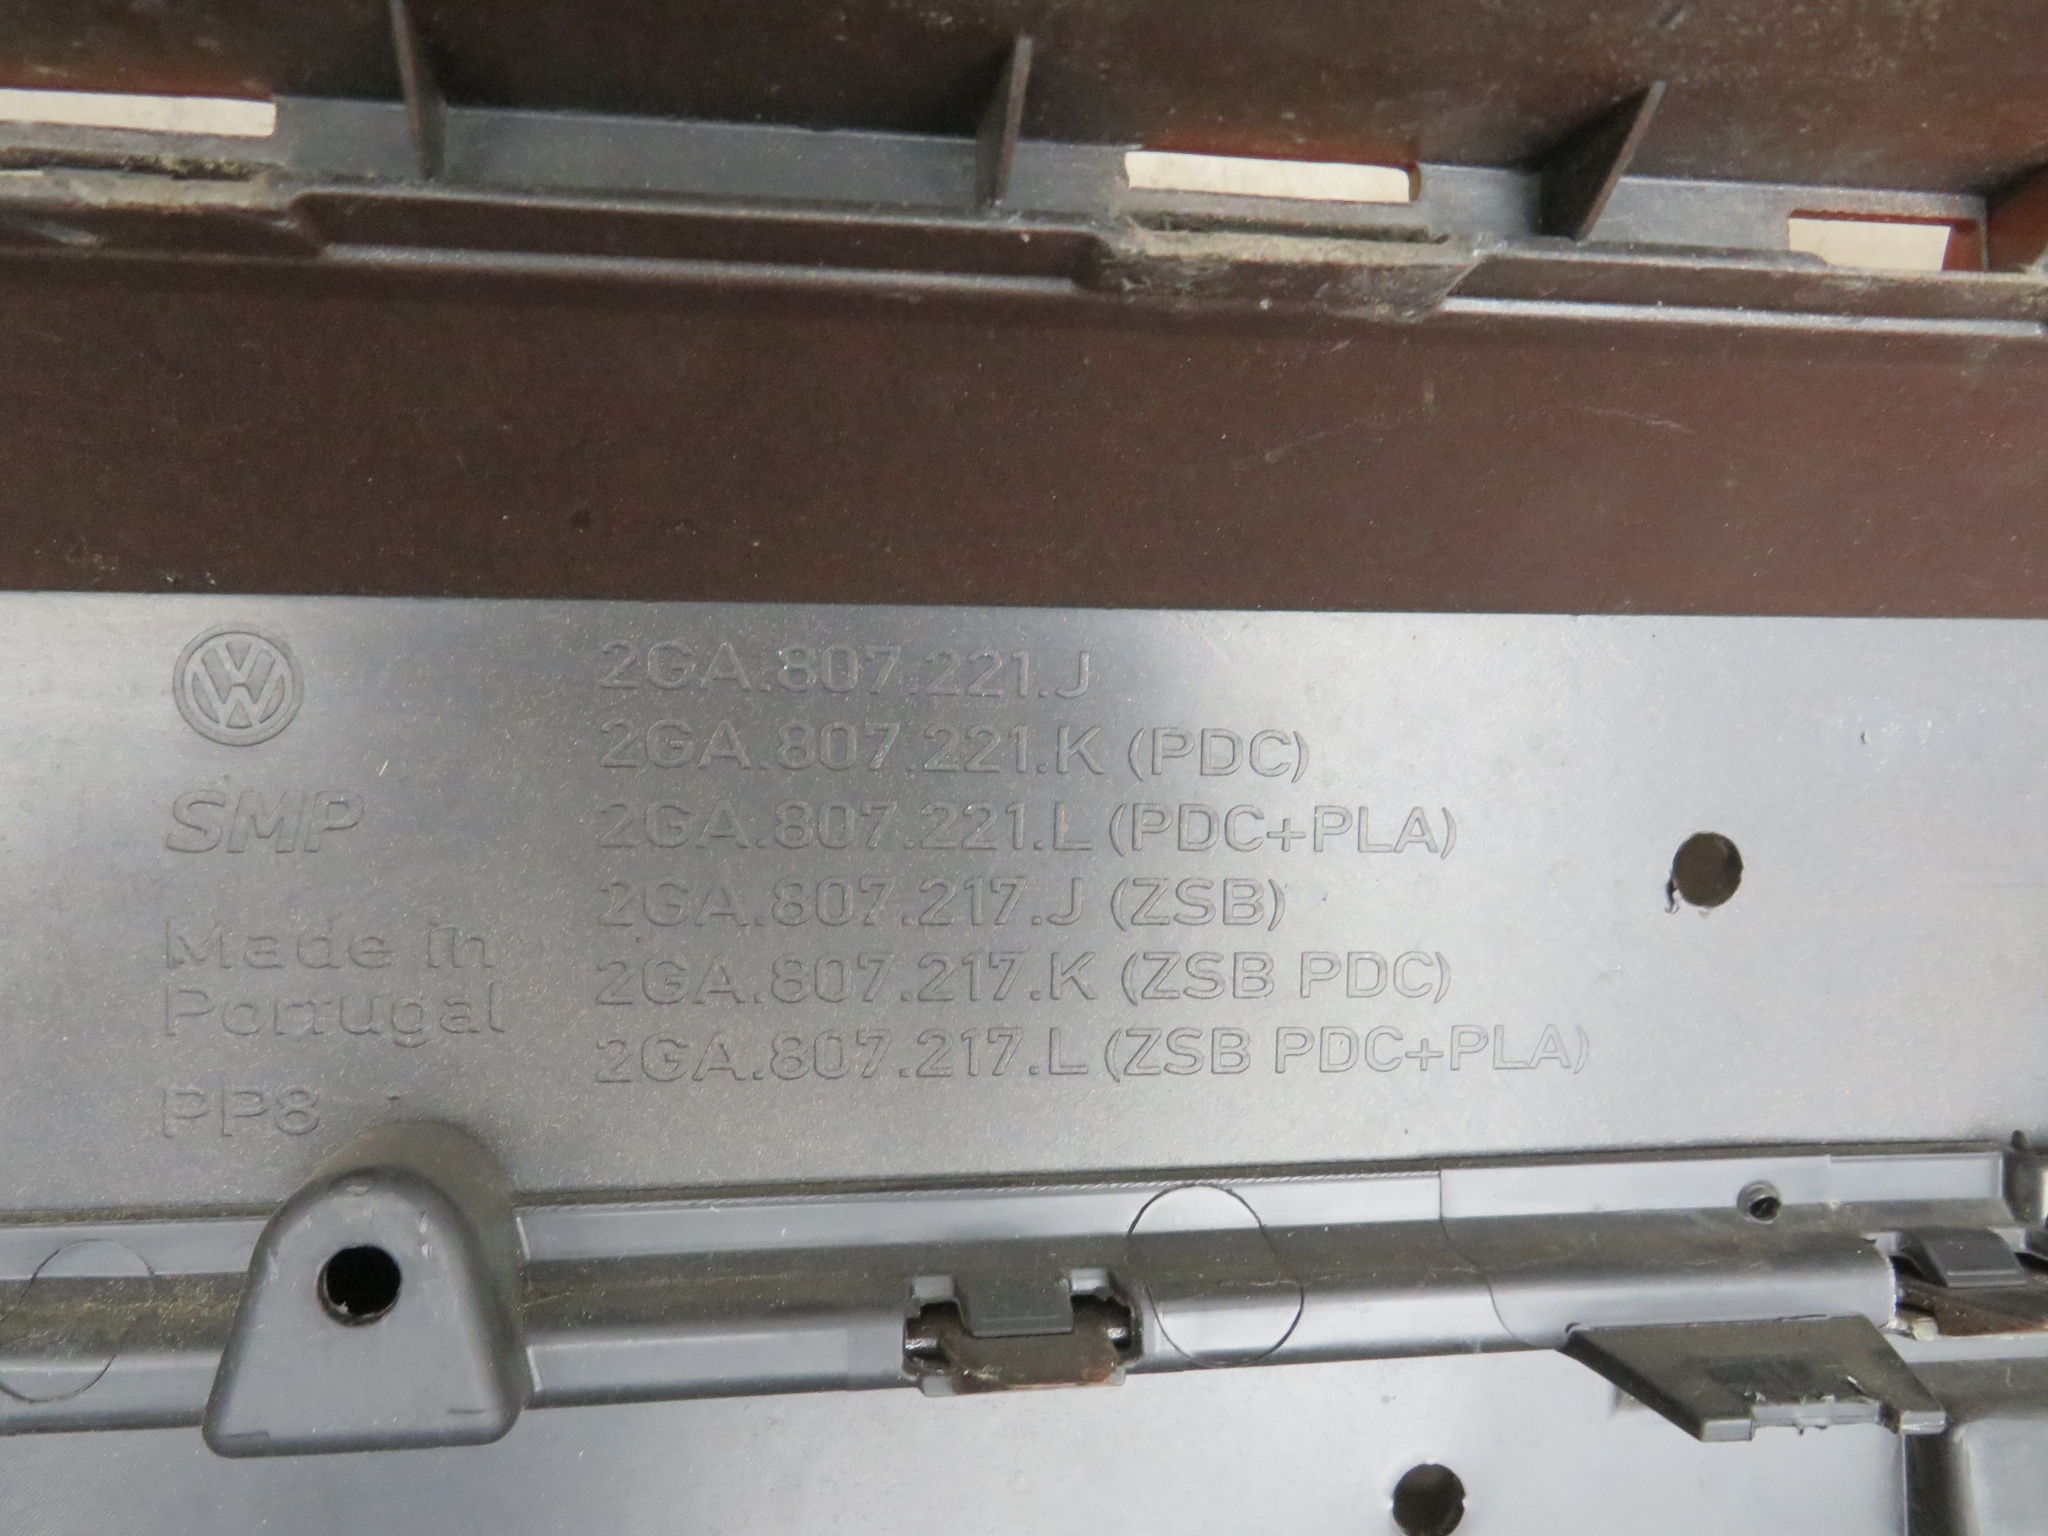 SMP
Made in
Portugal
PP8
2GA.807.221.J
2GA.807.221.K (PDC)
2GA.807.221.L (PDC+PLA)
2GA.807.217.J (ZSB)
2GA.807.217.K (ZSB PDC)
2GA.807.217.L (ZSB PDC+PLA)